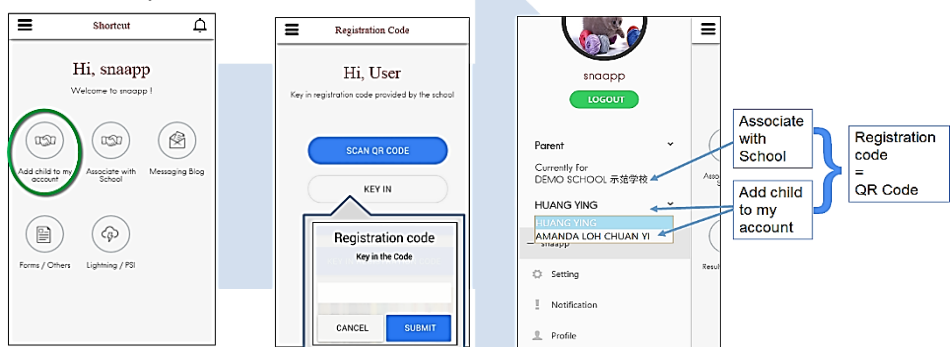 Shortcut
Hi, snaapp
Welcome to snaapp !
Add child to my
account
Associate with
School
Messaging Blog
Forms / Others
Lightning / PSI
Registration Code
Hi, User
Key in registration code provided by the school
SCAN QR CODE
KEY IN
Registration code
Key in the Code
CANCEL
SUBMIT
snaapp
LOGOUT
Parent
Currently For
DEMO SCHOOL 示范学校
HUANG YING
HUANG YING
AMANDA LOH CHUAN YI
snaapp
Setting
Notification
Profile
Result
Associate
with
School
Add child
to my
account
Registration
code
=
QR Code